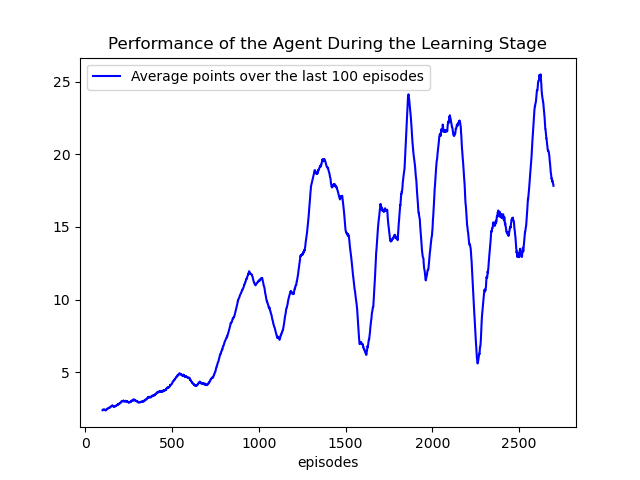 Performance of the Agent During the Learning Stage
Average points over the last 100 episodes
25
20
15
10
5
0 500 1000 1500 2000 2500
episodes